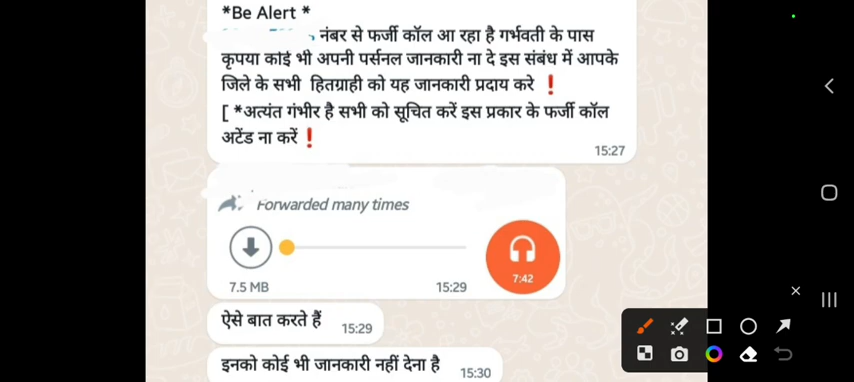 *Be Alert *
नंबर से फर्जी कॉल आ रहा है गर्भवती के पास
कृपया कोई भी अपनी पर्सनल जानकारी ना दे इस संबंध में आपके
जिले के सभी हितग्राही को यह जानकारी प्रदाय करे ❗
[ *अत्यंत गंभीर है सभी को सूचित करें इस प्रकार के फर्जी कॉल
अटेंड ना करें ❗
15:27
Forwarded many times
7:42
7.5 MB 15:29
ऐसे बात करते हैं 15:29
इनको कोई भी जानकारी नहीं देना है 15:30